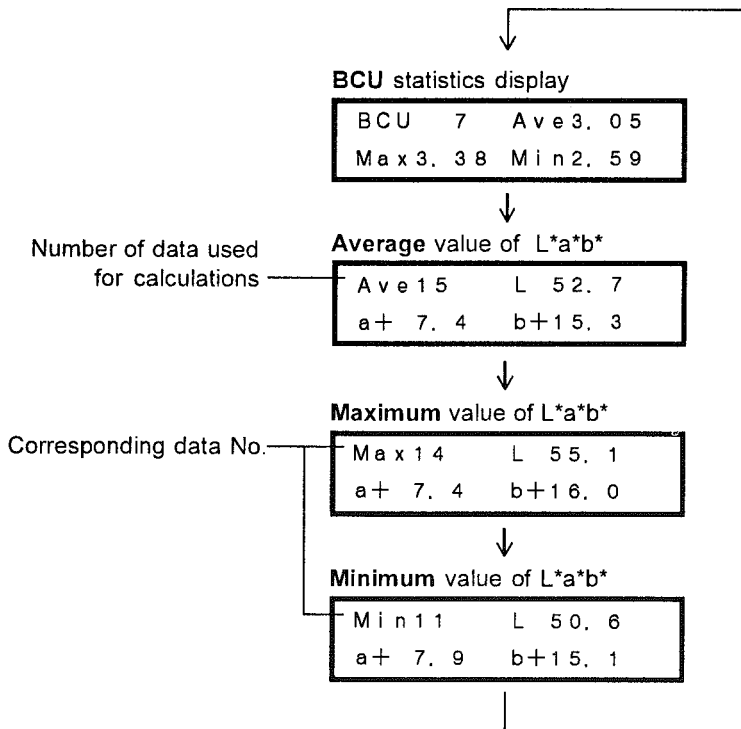 BCU statistics display
BCU 7 Ave3. 05
Max3. 38 Min2. 59
Number of data used
for calculations
Average value of L*a*b*
Ave15 L 52. 7
a+ 7. 4 b+15. 3
Maximum value of L*a*b*
Corresponding data No.
Max14 L 55. 1
a+ 7. 4 b+16. 0
Minimum value of L*a*b*
Min11 L 50. 6
a+ 7. 9 b+15. 1